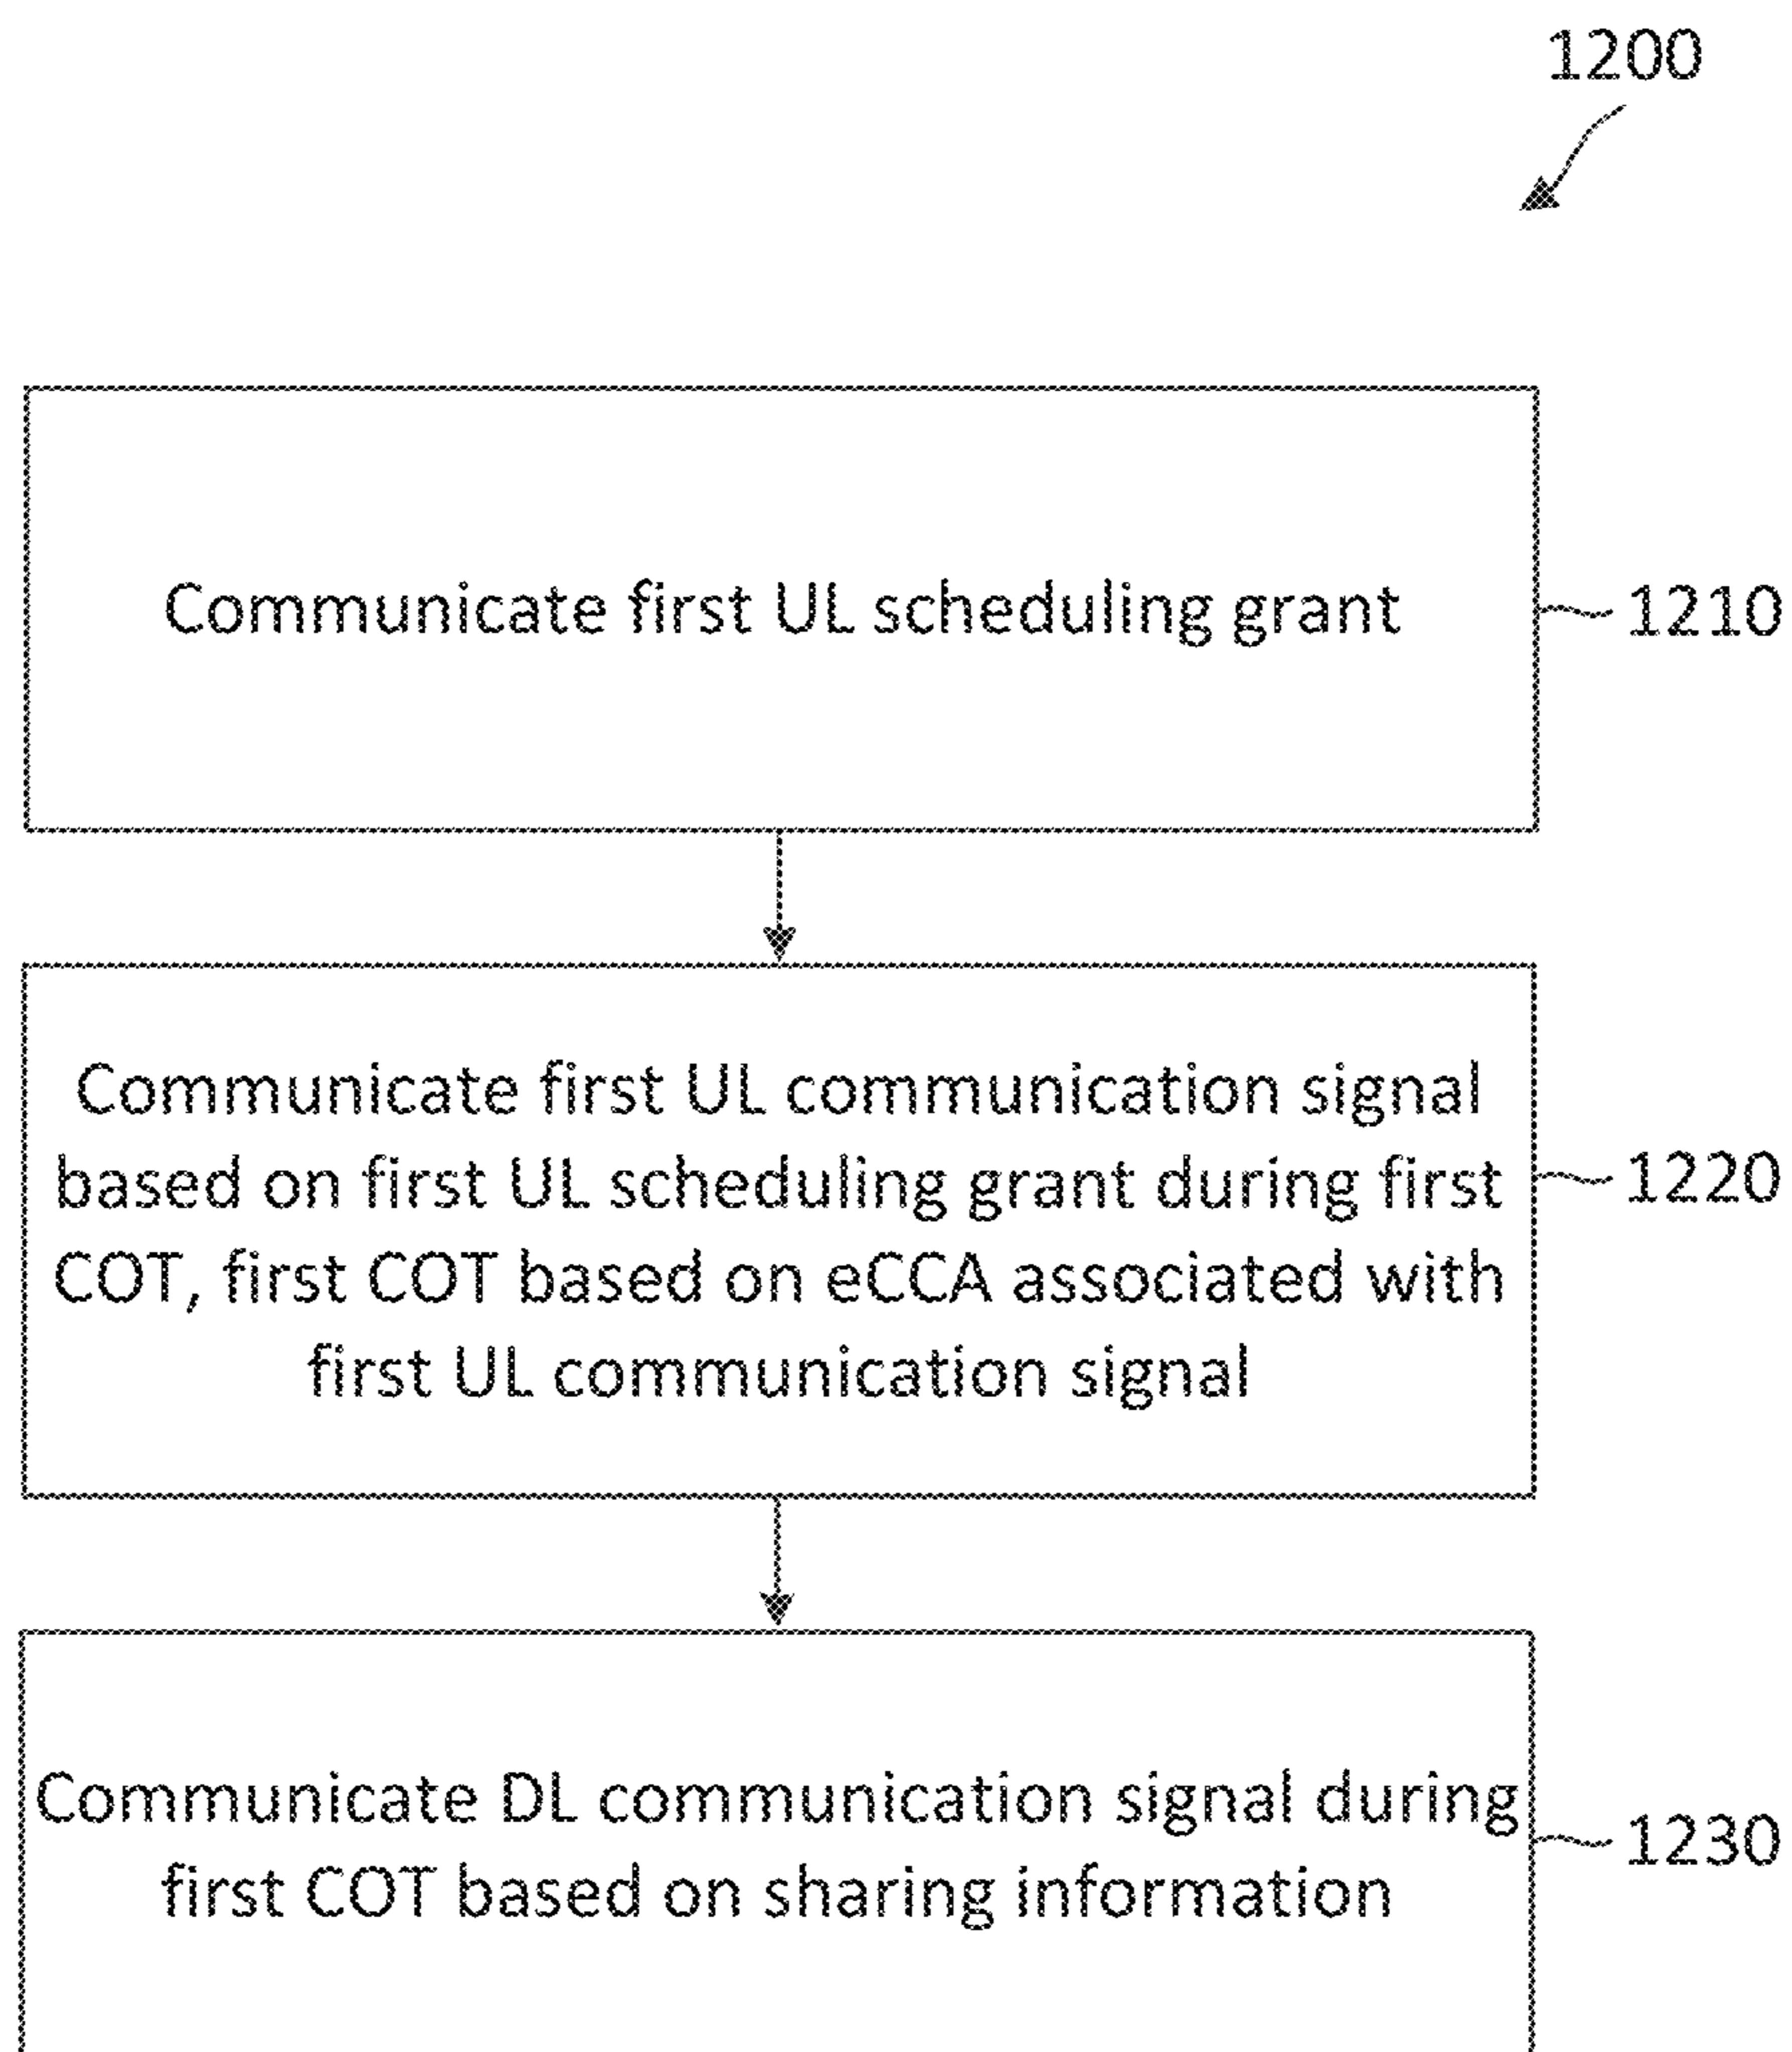 1200
Communicate first UL scheduling grant
1210
Communicate first UL communication signal
based on first UL scheduling grant during first
COT, first COT based on eCCA associated with
first UL communication signal
1220
Communicate DL communication signal during
first COT based on sharing information
1230